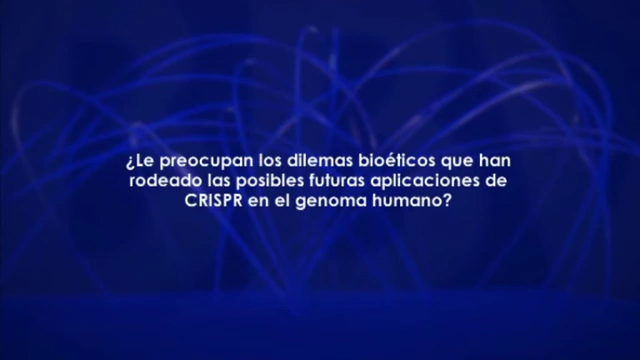 ¿Le preocupan los dilemas bioéticos que han
rodeado las posibles futuras aplicaciones de
CRISPR en el genoma humano?